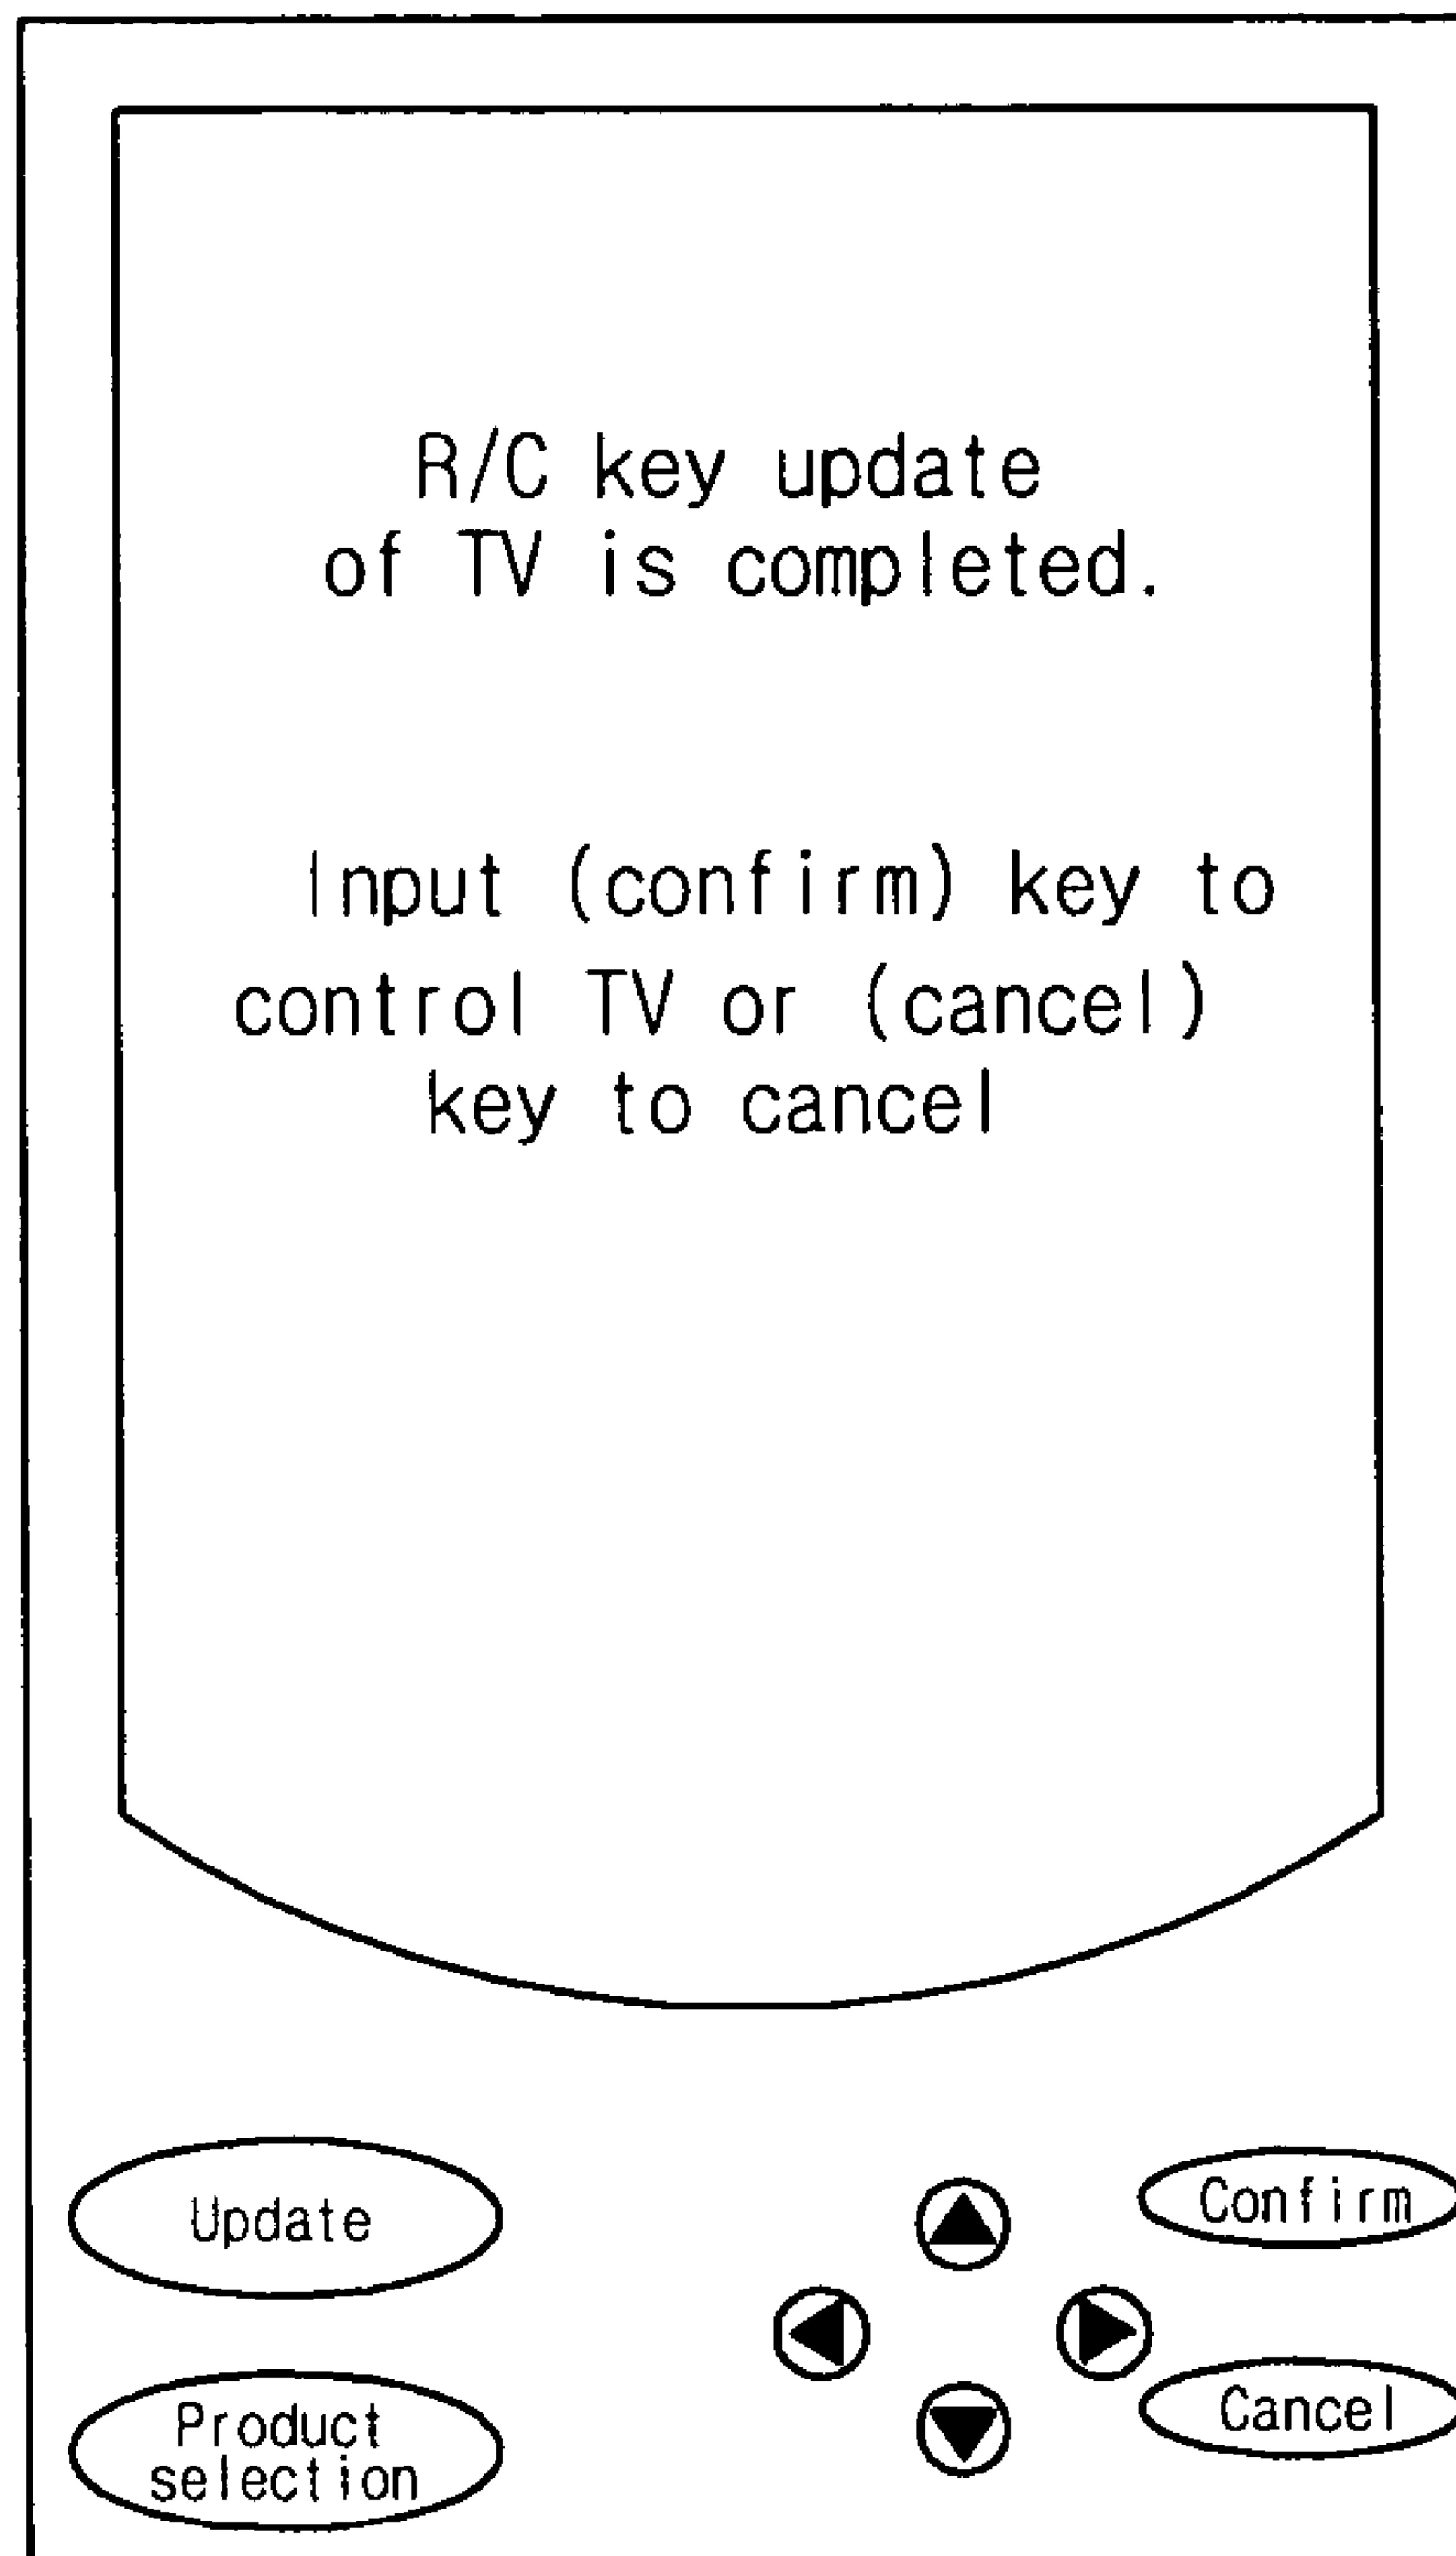 R/C key update
of TV is completed.
Input (confirm) key to
control TV or (cancel)
key to cancel
Update
Confirm
Product
selection
Cancel